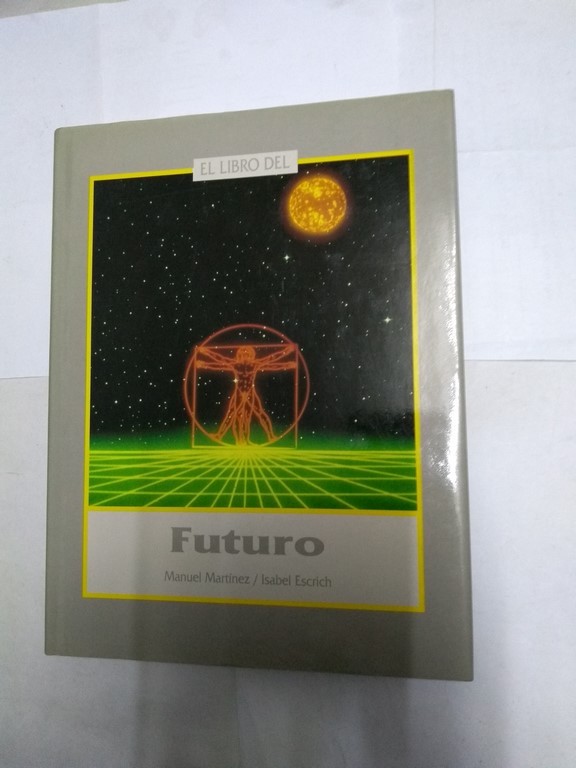 EL LIBRO DEL
Futuro
Manuel Martínez / Isabel Escrich